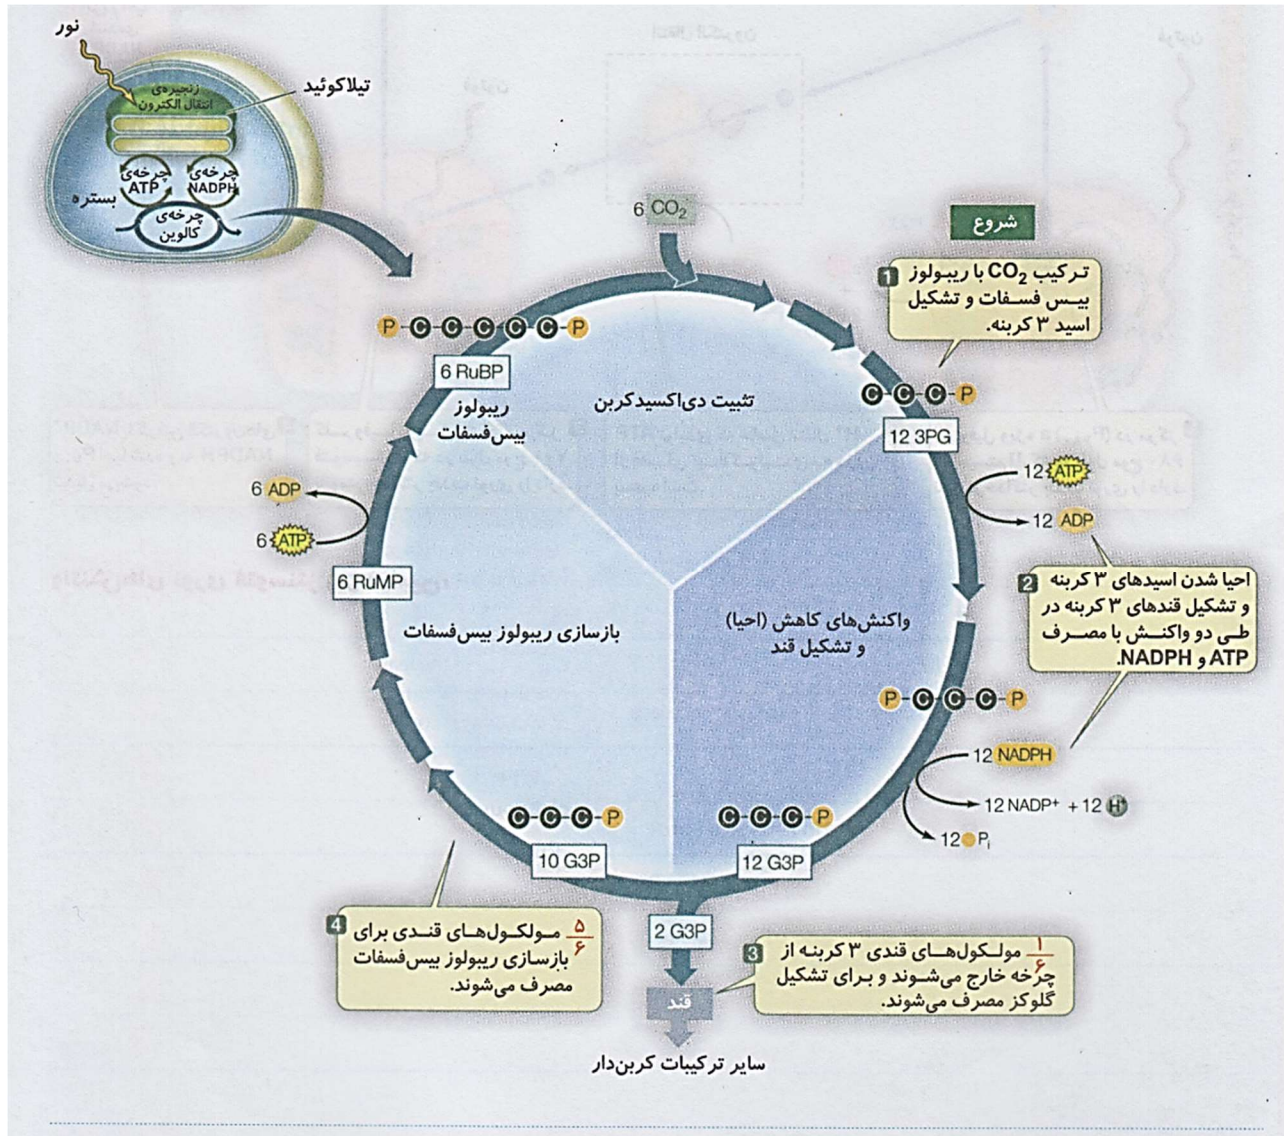 نور
تیلاکوئید
زنجیره‌ی
انتقال الکترون
چرخه‌ی
ATP
چرخه‌ی
NADPH
بستره
چرخه‌ی
کالوین
6 CO₂
شروع
1 ترکیب CO₂ با ریبولوز
بیس فسفات و تشکیل
اسید ۳ کربنه.
P-C-C-C-C-C-P
6 RuBP
ریبولوز
بیس‌فسفات
تثبیت دی‌اکسیدکربن
C-C-C-P
12 3PG
12 ATP
12 ADP
6 ADP
6 ATP
6 RuMP
2 احیا شدن اسیدهای ۳ کربنه
و تشکیل قندهای ۳ کربنه در
طی دو واکنش با مصرف
ATP و NADPH.
واکنش‌های کاهش (احیا)
و تشکیل قند
بازسازی ریبولوز بیس‌فسفات
P-C-C-C-P
12 NADPH
12 NADP⁺ + 12 H⁺
12 Pi
C-C-C-P
10 G3P
C-C-C-P
12 G3P
2 G3P
4 ۵/۶ مولکول‌های قندی برای
بازسازی ریبولوز بیس‌فسفات
مصرف می‌شوند.
3 ۱/۶ مولکول‌های قندی ۳ کربنه از
چرخه خارج می‌شوند و برای تشکیل
گلوکز مصرف می‌شوند.
قند
سایر ترکیبات کربن‌دار